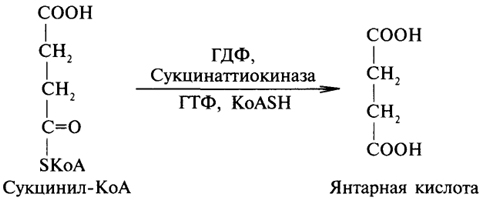 COOH
CH₂
CH₂
C=O
SKoA
Сукцинил-КоА
ГДФ,
Сукцинаттиокиназа
ГТФ, KoASH
COOH
CH₂
CH₂
COOH
Янтарная кислота